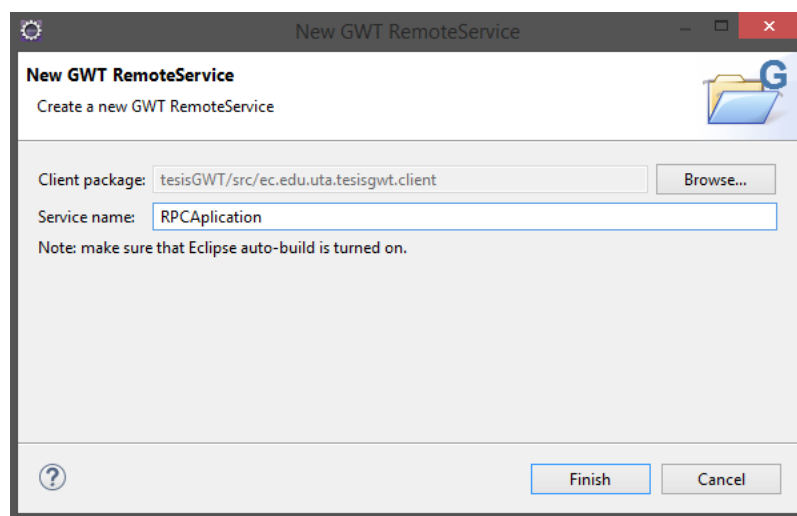 New GWT RemoteService
New GWT RemoteService
G
Create a new GWT RemoteService
Client package: tesisGWT/src/ec.edu.uta.tesisgwt.client Browse...
Service name: RPCAplication
Note: make sure that Eclipse auto-build is turned on.
? Finish Cancel